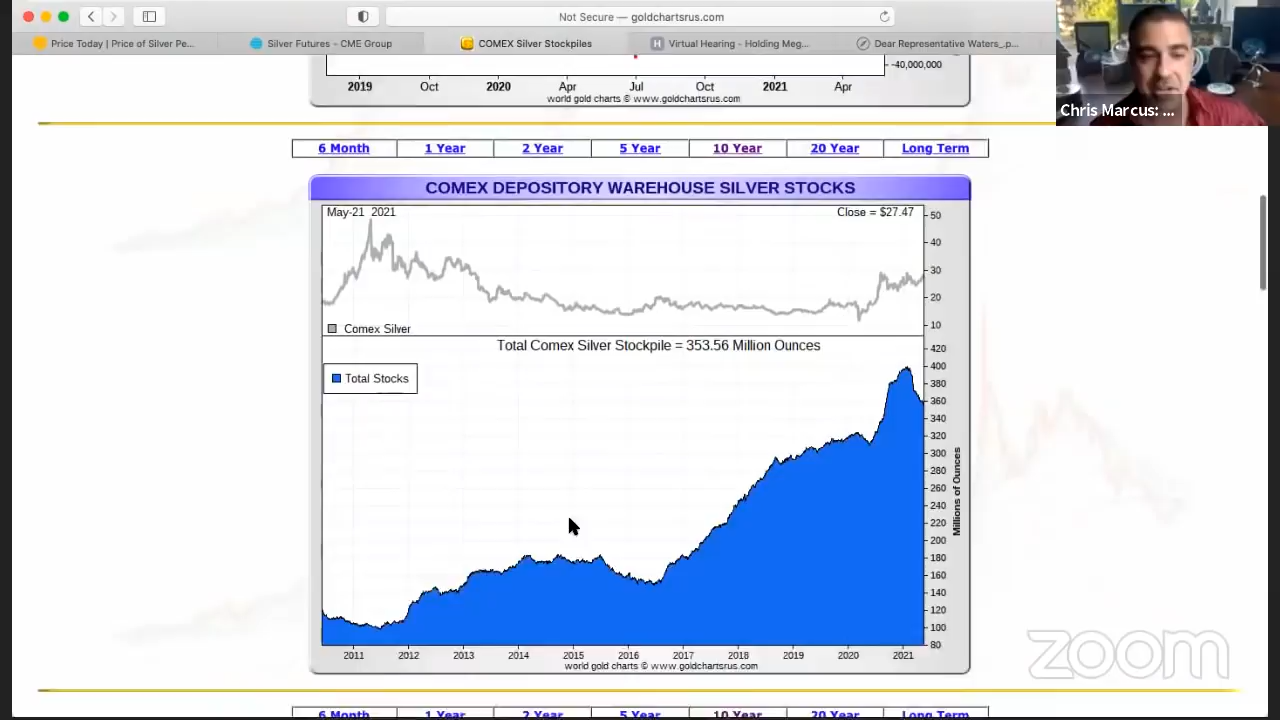 Not Secure — goldchartsrus.com
Price Today | Price of Silver Pe...
Silver Futures – CME Group
COMEX Silver Stockpiles
Virtual Hearing - Holding Meg...
Dear Representative Waters_.p...
Chris Marcus: ...
-40,000,000
2019 Oct 2020 Apr Jul Oct 2021 Apr
world gold charts © www.goldchartsrus.com
6 Month 1 Year 2 Year 5 Year 10 Year 20 Year Long Term
COMEX DEPOSITORY WAREHOUSE SILVER STOCKS
May-21 2021
Close = $27.47
50
40
30
20
10
Comex Silver
Total Comex Silver Stockpile = 353.56 Million Ounces
Total Stocks
420
400
380
360
340
320
300
280
260
240
220
200
180
160
140
120
100
80
Millions of Ounces
2011 2012 2013 2014 2015 2016 2017 2018 2019 2020 2021
world gold charts © www.goldchartsrus.com
zoom
6 Month 1 Year 2 Year 5 Year 10 Year 20 Year Long Term